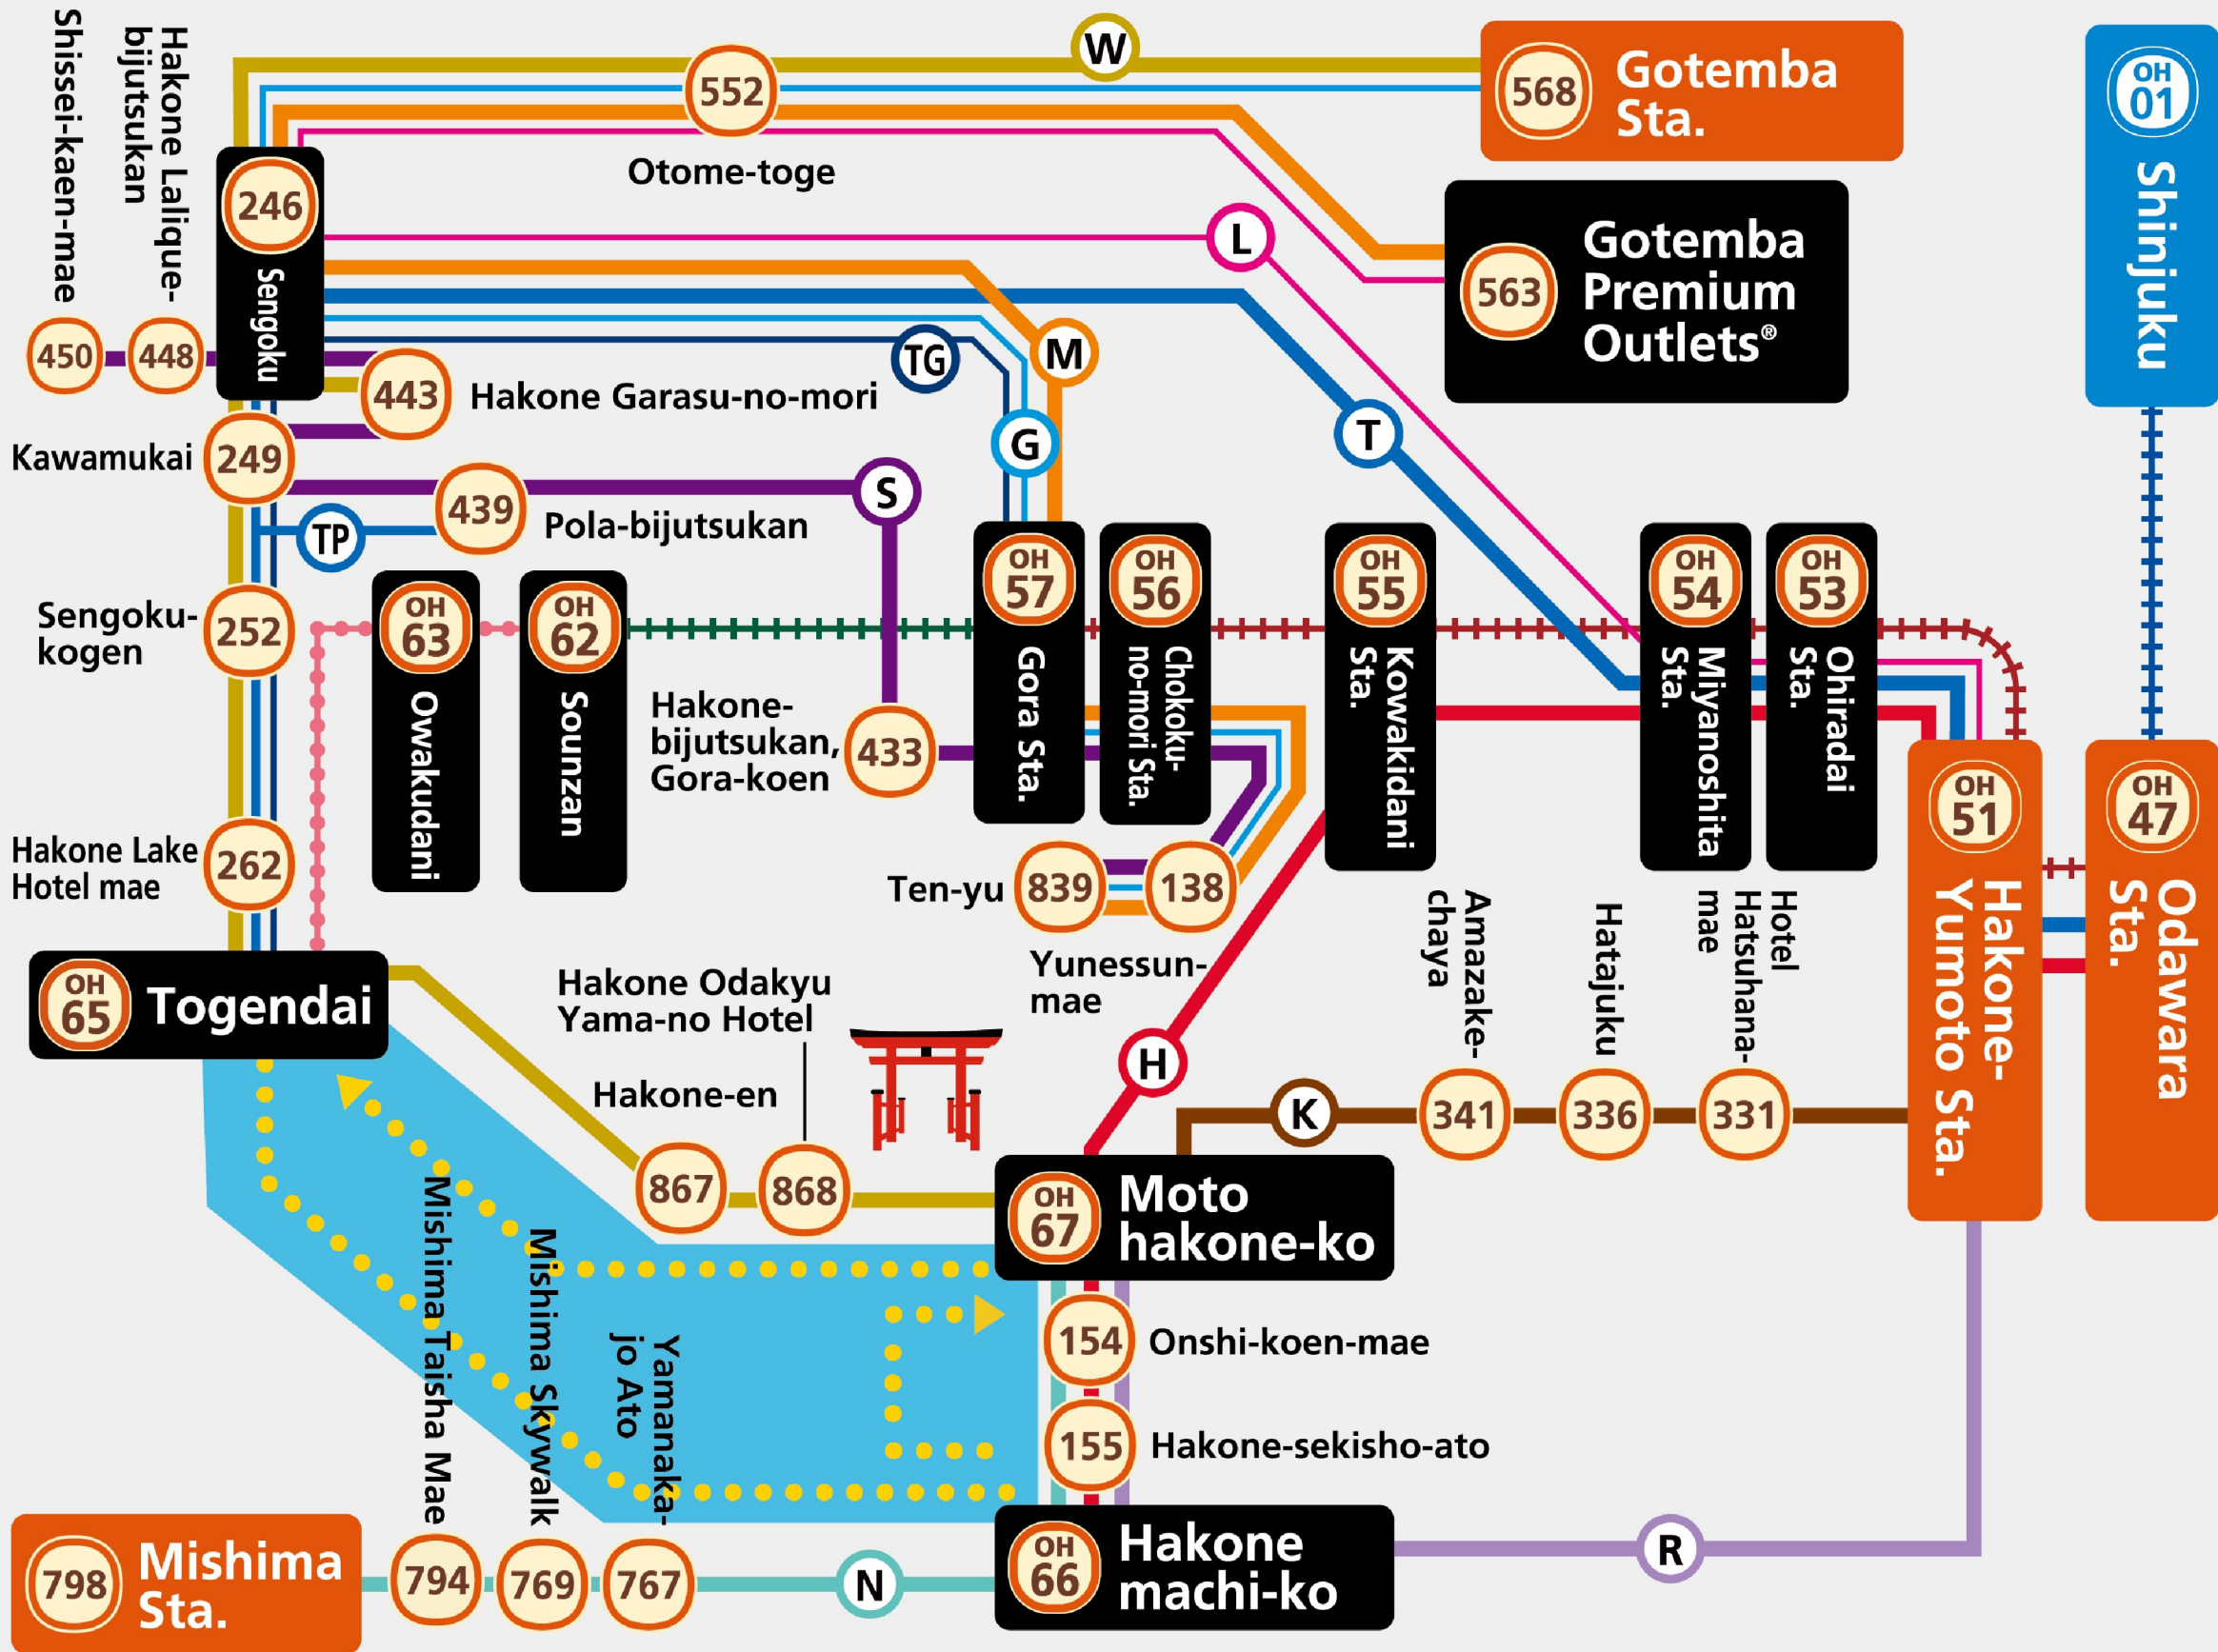 Shissei-kaen-mae
Hakone Lalique-
bijutsukan
W
552
568
Gotemba
Sta.
OH
01
Shinjuku
Otome-toge
246
Sengoku
L
563
Gotemba
Premium
Outlets®
450
448
443
Hakone Garasu-no-mori
TG
M
G
T
Kawamukai
249
439
Pola-bijutsukan
S
TP
Sengoku-
kogen
252
OH
63
Owakudani
OH
62
Sounzan
Hakone-
bijutsukan,
Gora-koen
433
OH
57
Gora Sta.
OH
56
Chokoku-
no-mori Sta.
OH
55
Kowakidani
Sta.
OH
54
Miyanoshita
Sta.
OH
53
Ohiradai
Sta.
OH
51
Hakone-
Yumoto Sta.
OH
47
Odawara
Sta.
Hakone Lake
Hotel mae
262
Ten-yu
839
138
Yunessun-
mae
OH
65
Togendai
Hakone Odakyu
Yama-no Hotel
Hakone-en
867
868
H
K
Amazake-
chaya
341
Hatajuku
336
Hotel
Hatsuhana-
mae
331
OH
67
Moto
hakone-ko
154
Onshi-koen-mae
155
Hakone-sekisho-ato
Mishima Taisha Mae
Mishima Skywalk
Yamanaka-
jo Ato
798
Mishima
Sta.
794
769
767
N
OH
66
Hakone
machi-ko
R